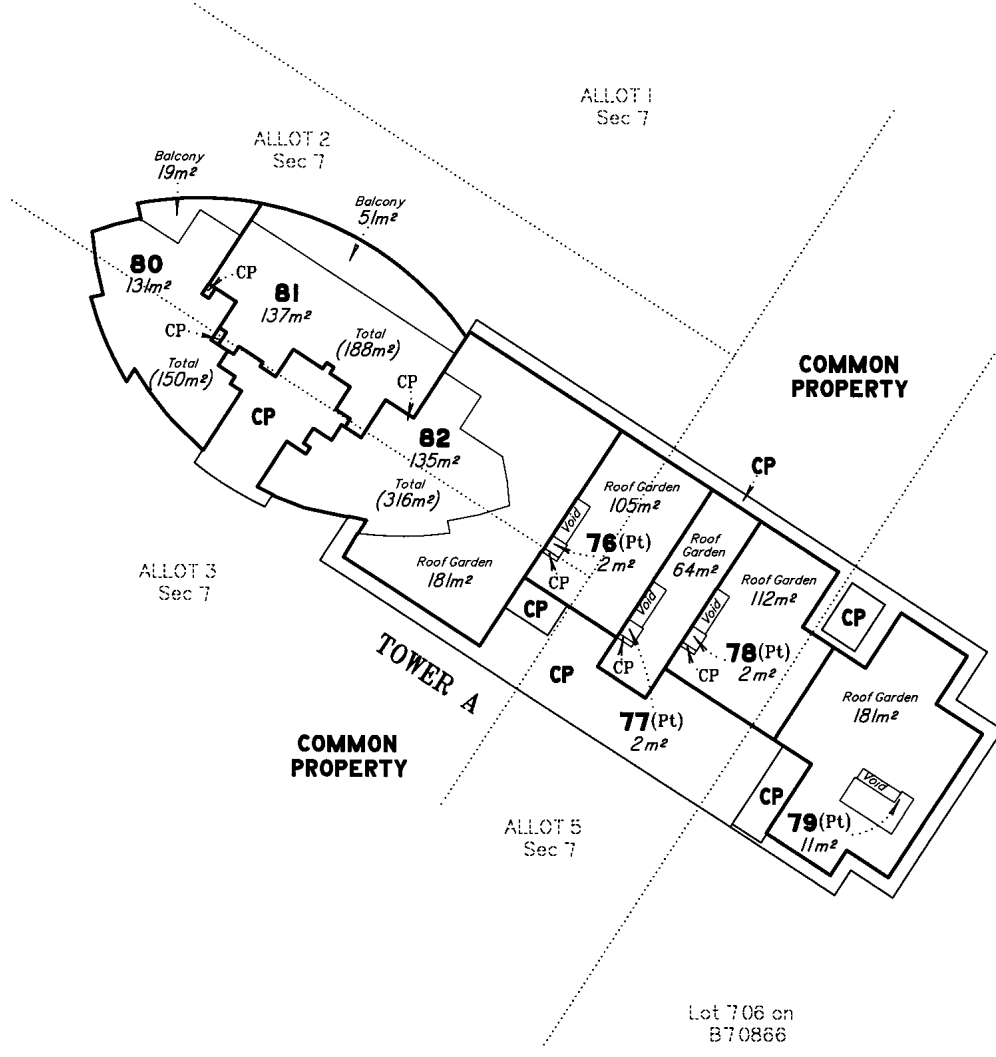 ALLOT 1
Sec 7
ALLOT 2
Sec 7
Balcony
19m²
Balcony
51m²
80
131m²
CP
81
137m²
CP
Total
(188m²)
Total
(150m²)
CP
CP
COMMON
PROPERTY
82
135m²
Total
(316m²)
CP
Roof Garden
105m²
Void
76(Pt)
2m²
CP
Roof
Garden
64m²
Void
Roof Garden
181m²
ALLOT 3
Sec 7
CP
Roof Garden
112m²
Void
CP
78(Pt)
2m²
CP
CP
CP
TOWER A
Roof Garden
181m²
77(Pt)
2m²
COMMON
PROPERTY
Void
CP
79(Pt)
11m²
ALLOT 5
Sec 7
Lot 706 on
B70866